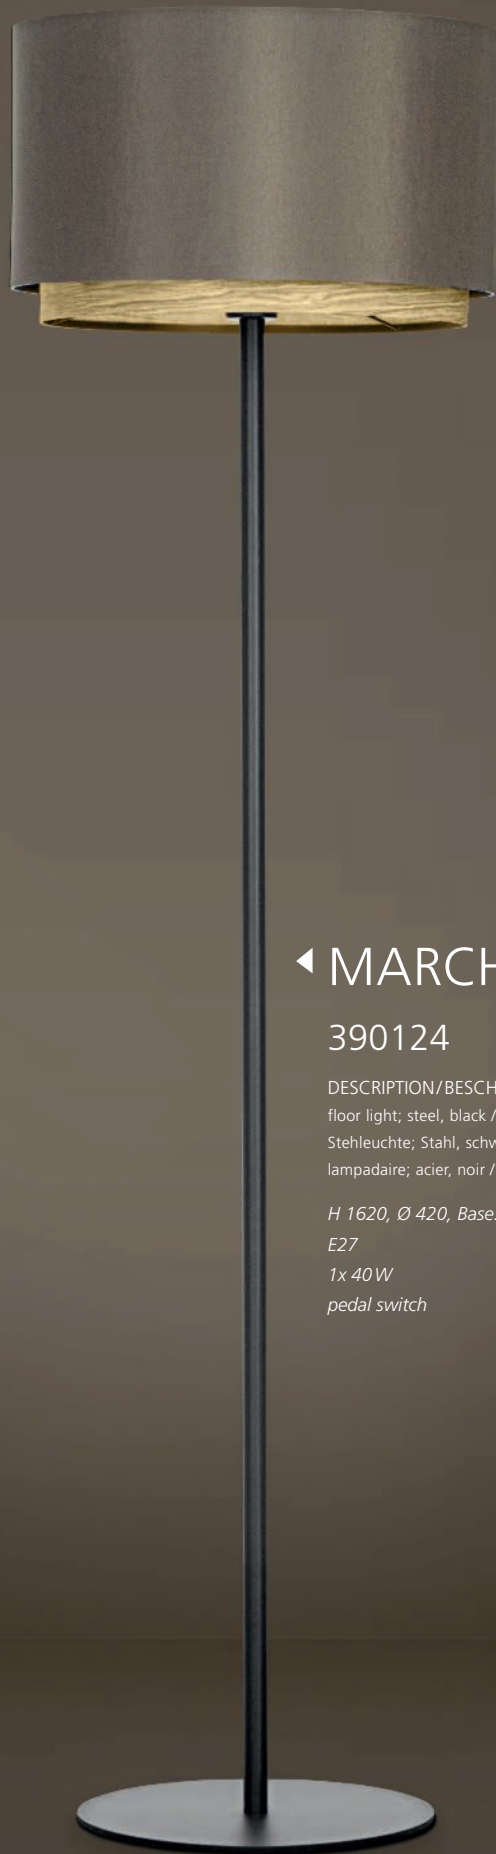 MARCH
390124
DESCRIPTION/BESCH
floor light; steel, black /
Stehleuchte; Stahl, schw
lampadaire; acier, noir /
H 1620, Ø 420, Base:
E27
1x 40 W
pedal switch